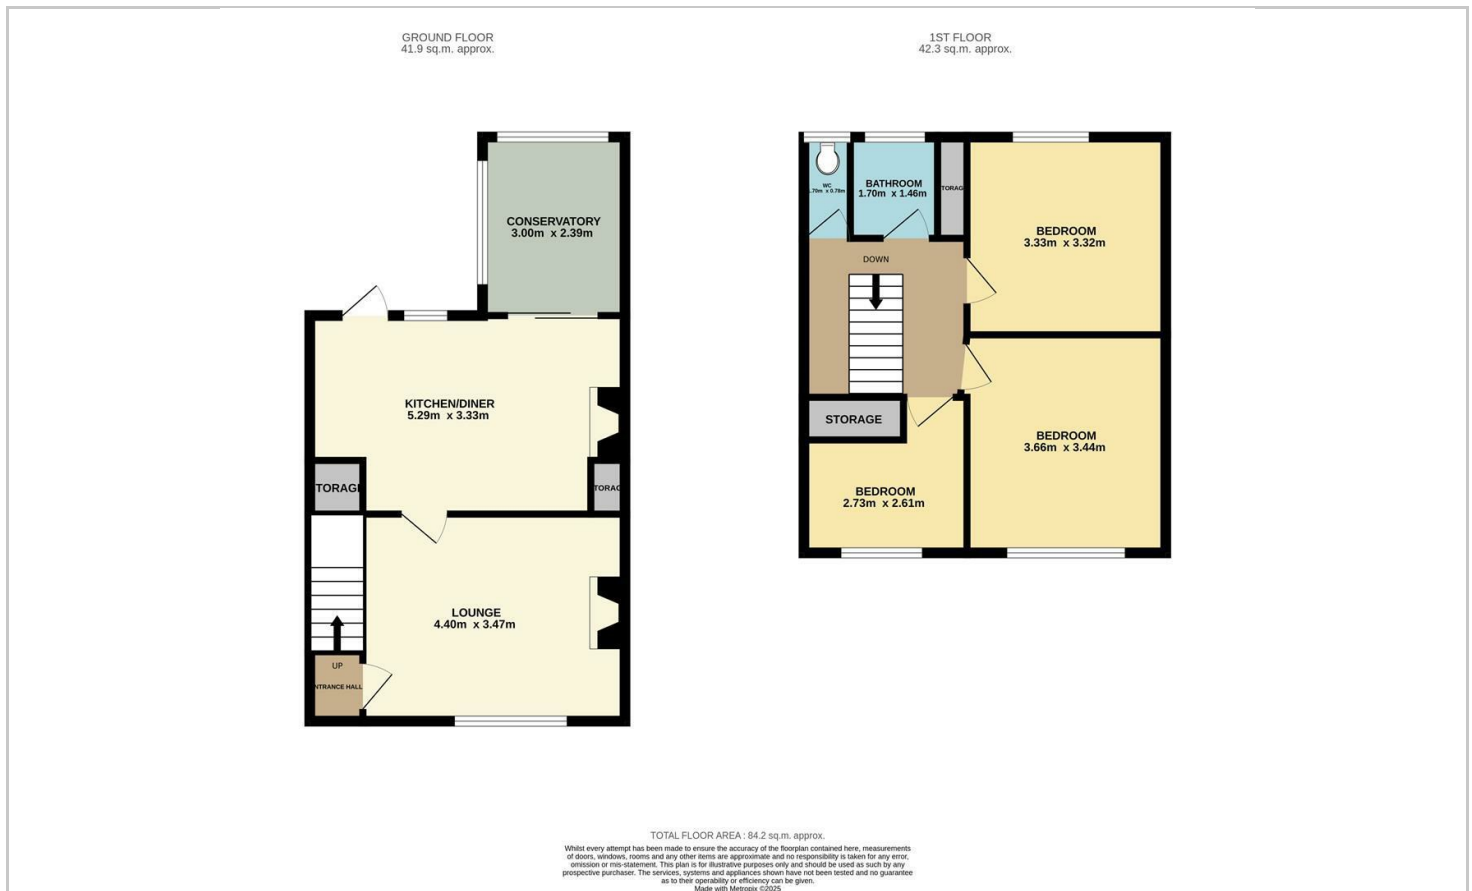 GROUND FLOOR
41.9 sq.m. approx.
1ST FLOOR
42.3 sq.m. approx.
CONSERVATORY
3.00m x 2.39m
KITCHEN/DINER
5.29m x 3.33m
TORAG
TORAG
LOUNGE
4.40m x 3.47m
UP
NTRANCE HALL
WC
.70m x 0.78m
BATHROOM
1.70m x 1.46m
TORAG
BEDROOM
3.33m x 3.32m
DOWN
STORAGE
BEDROOM
3.66m x 3.44m
BEDROOM
2.73m x 2.61m
TOTAL FLOOR AREA : 84.2 sq.m. approx.
Whilst every attempt has been made to ensure the accuracy of the floorplan contained here, measurements
of doors, windows, rooms and any other items are approximate and no responsibility is taken for any error,
omission or mis-statement. This plan is for illustrative purposes only and should be used as such by any
prospective purchaser. The services, systems and appliances shown have not been tested and no guarantee
as to their operability or efficiency can be given.
Made with Metropix ©2025